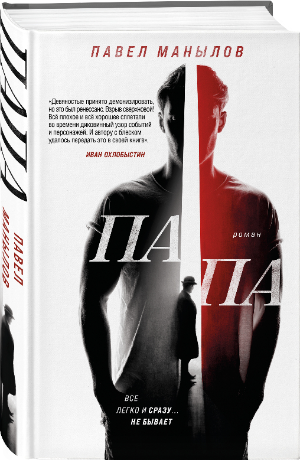 ПАВЕЛ МАНЫЛОВ
«Девяностые принято демонизировать,
но это был ренессанс. Взрыв сверхновой!
Всё плохое и всё хорошее сплетали
во времени диковинный узор событий
и персонажей. И автору с блеском
удалось передать это в своей книге».
ИВАН ОХЛОБЫСТИН
ПА
роман
ПА
ВСЕ
ЛЕГКО И СРАЗУ...
НЕ БЫВАЕТ
ПАПА
ПАВЕЛ
МАНЫЛОВ